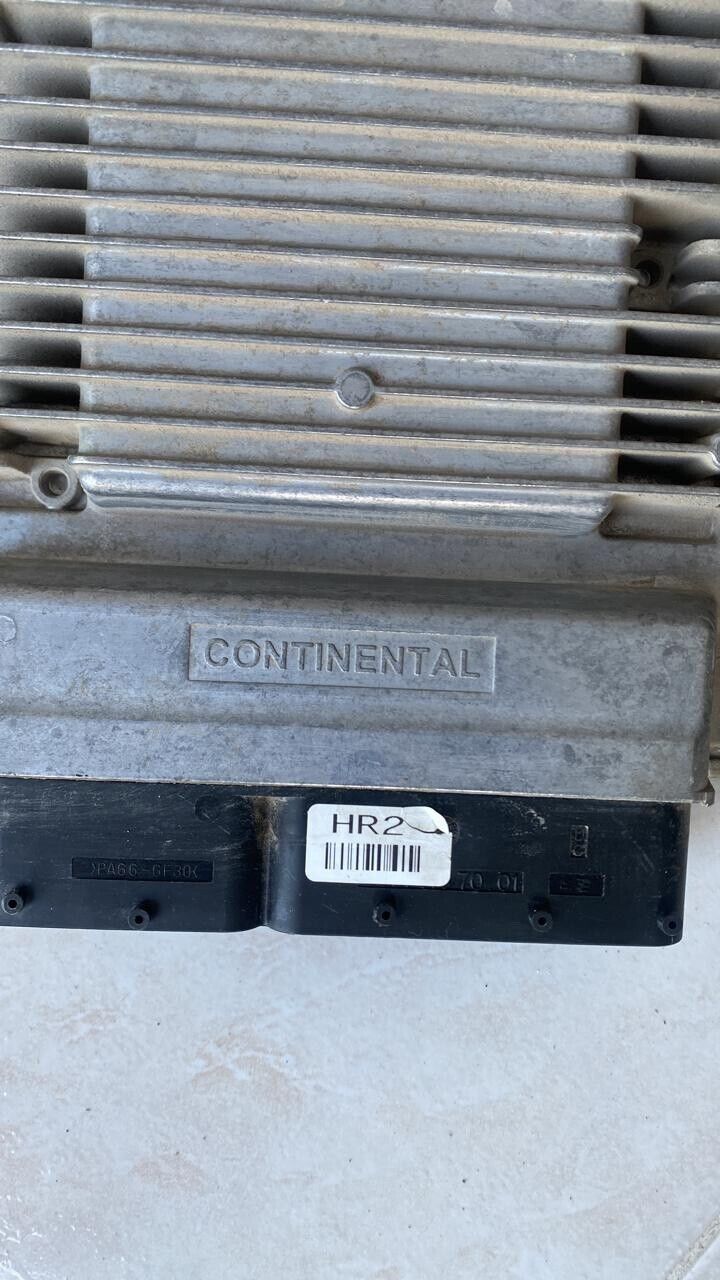 CONTINENTAL
HR2
>PA66-GF30<
70 01